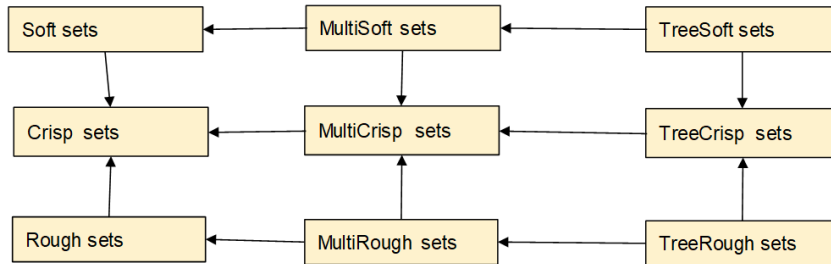 Soft sets
MultiSoft sets
TreeSoft sets
Crisp sets
MultiCrisp sets
TreeCrisp sets
Rough sets
MultiRough sets
TreeRough sets